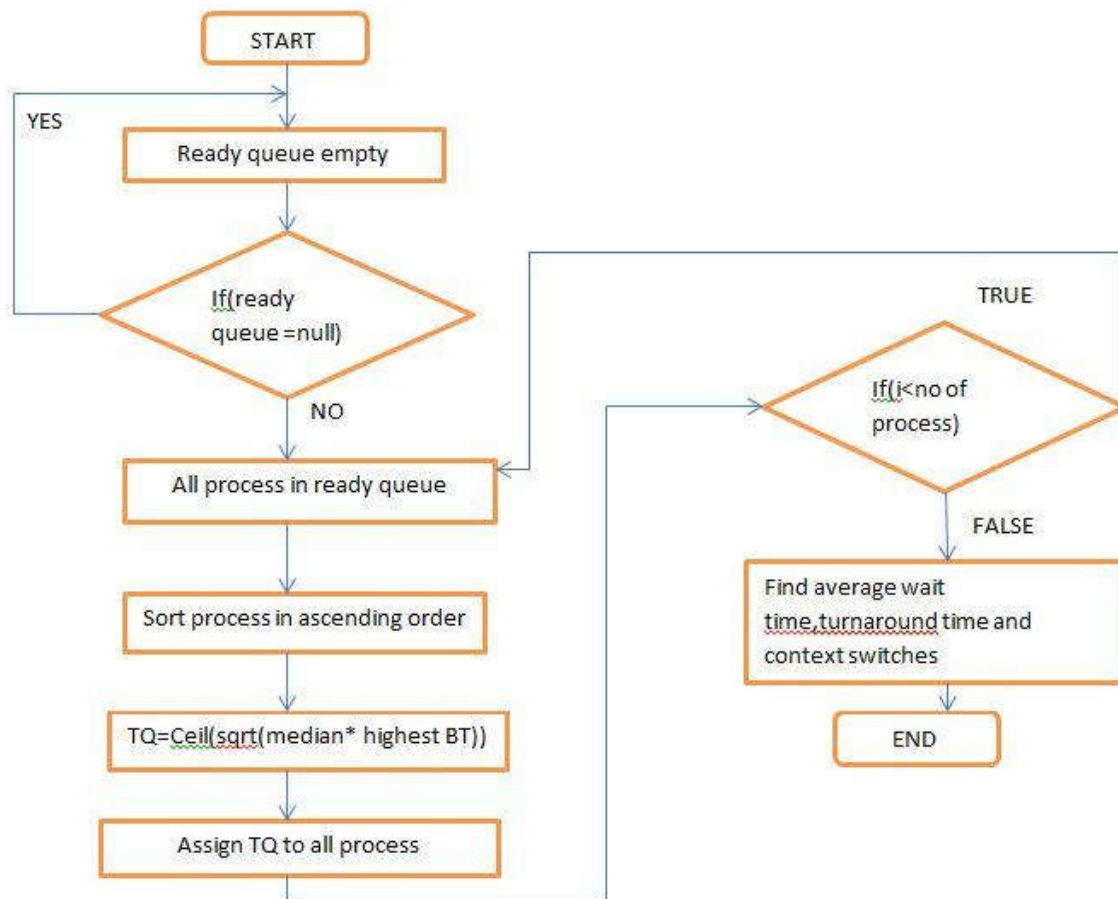 START
YES
Ready queue empty
If(ready
queue =null)
NO
All process in ready queue
Sort process in ascending order
TQ=Ceil(sqrt(median* highest BT))
Assign TQ to all process
TRUE
If(i<no of
process)
FALSE
Find average wait
time,turnaround time and
context switches
END